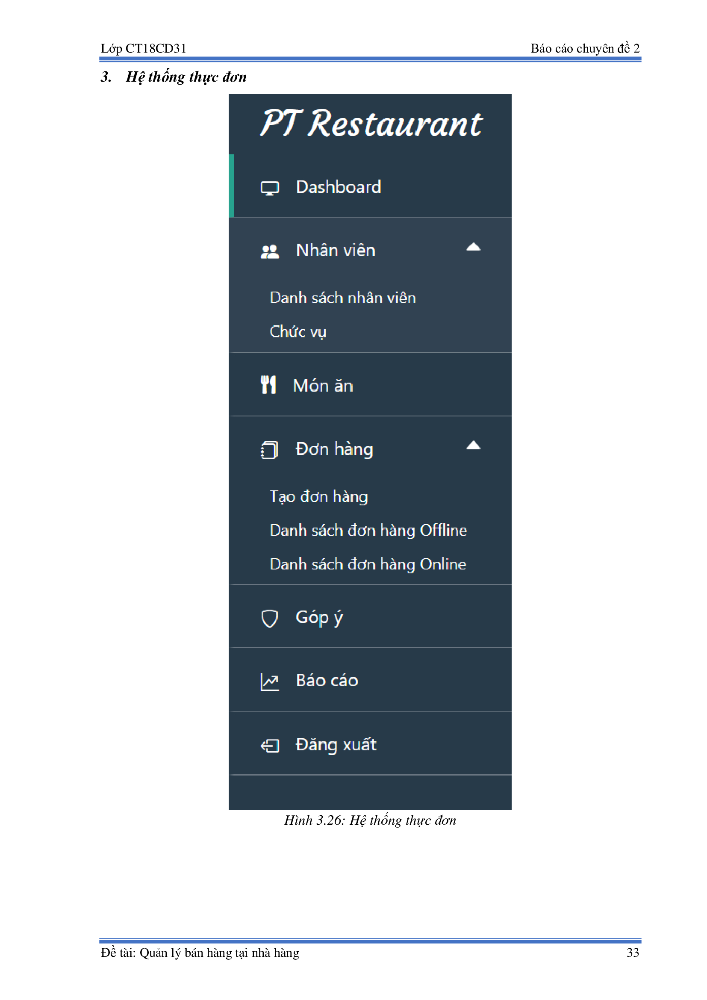 Lớp CT18CD31 Báo cáo chuyên đề 2
3. Hệ thống thực đơn
PT Restaurant
Dashboard
Nhân viên
Danh sách nhân viên
Chức vụ
Món ăn
Đơn hàng
Tạo đơn hàng
Danh sách đơn hàng Offline
Danh sách đơn hàng Online
Góp ý
Báo cáo
Đăng xuất
Hình 3.26: Hệ thống thực đơn
Đề tài: Quản lý bán hàng tại nhà hàng 33